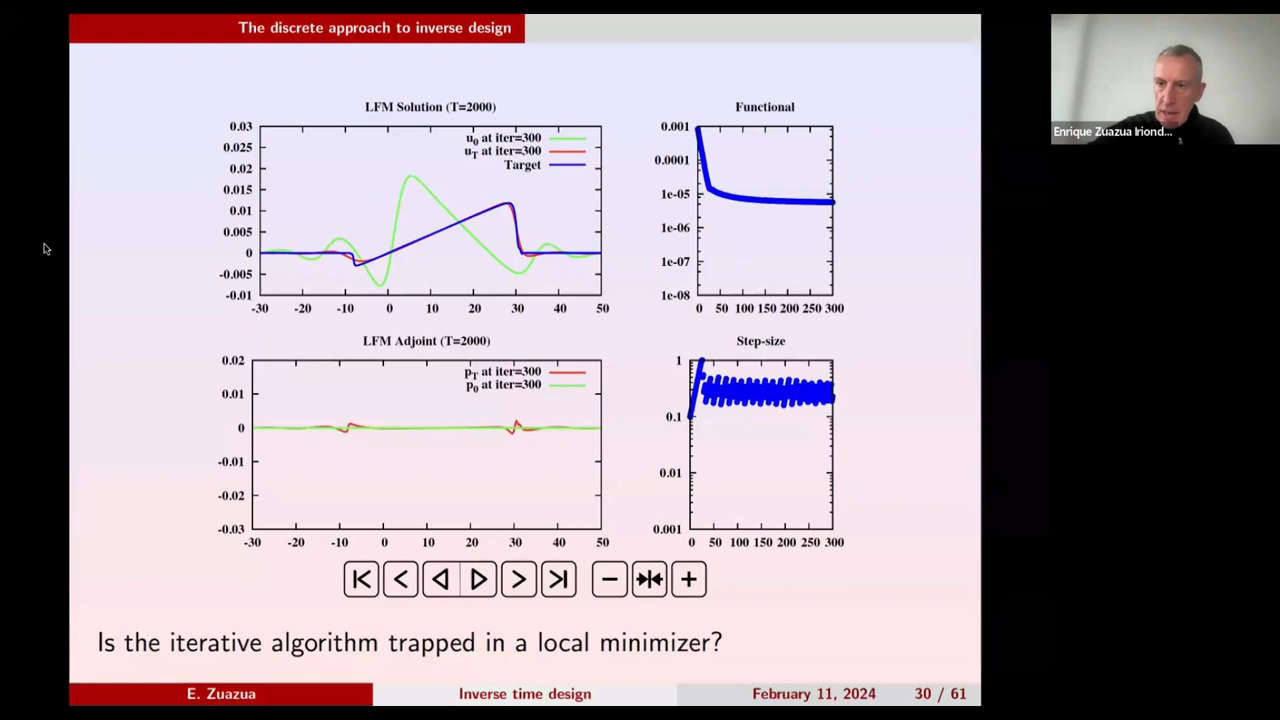 The discrete approach to inverse design
LFM Solution (T=2000)
0.03
0.025
0.02
0.015
0.01
0.005
0
-0.005
-0.01
u0 at iter=300
uT at iter=300
Target
-30 -20 -10 0 10 20 30 40 50
Functional
0.001
0.0001
1e-05
1e-06
1e-07
1e-08
0 50 100 150 200 250 300
LFM Adjoint (T=2000)
0.02
0.01
0
-0.01
-0.02
-0.03
pT at iter=300
p0 at iter=300
-30 -20 -10 0 10 20 30 40 50
Step-size
1
0.1
0.01
0.001
0 50 100 150 200 250 300
Is the iterative algorithm trapped in a local minimizer?
E. Zuazua Inverse time design February 11, 2024 30 / 61
Enrique Zuazua Iriond...